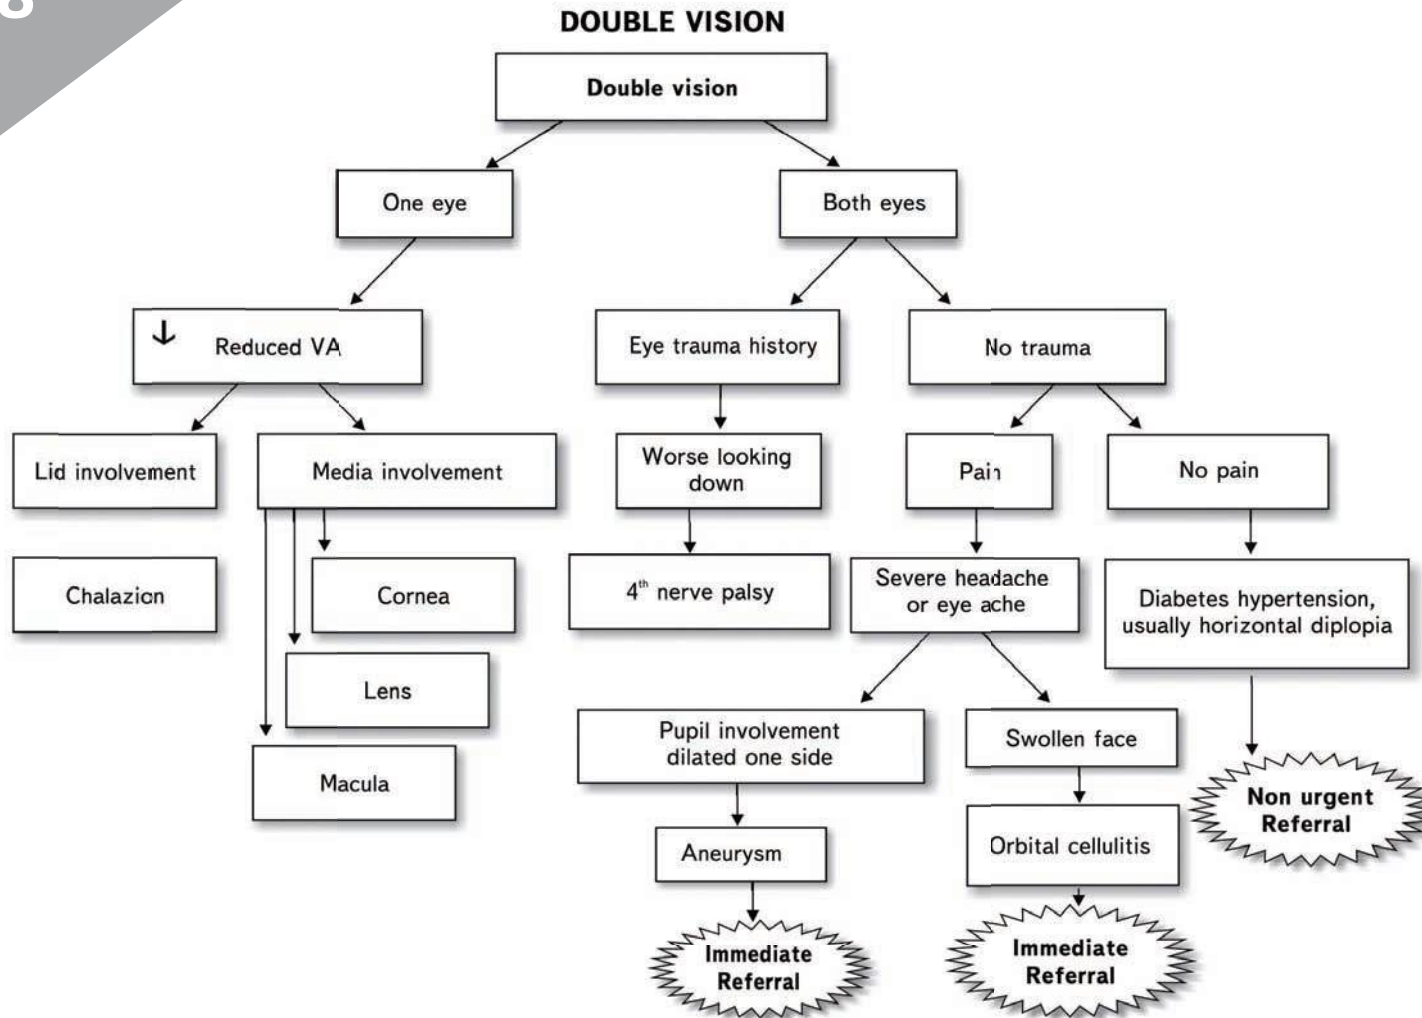 8
DOUBLE VISION
Double vision
One eye
Both eyes
↓
Reduced VA
Eye trauma history
No trauma
Lid involvement
Media involvement
Worse looking
down
Pain
No pain
Chalazion
Cornea
4th nerve palsy
Severe headache
or eye ache
Diabetes hypertension,
usually horizontal diplopia
Lens
Macula
Pupil involvement
dilated one side
Swollen face
Non urgent
Referral
Aneurysm
Orbital cellulitis
Immediate
Referral
Immediate
Referral